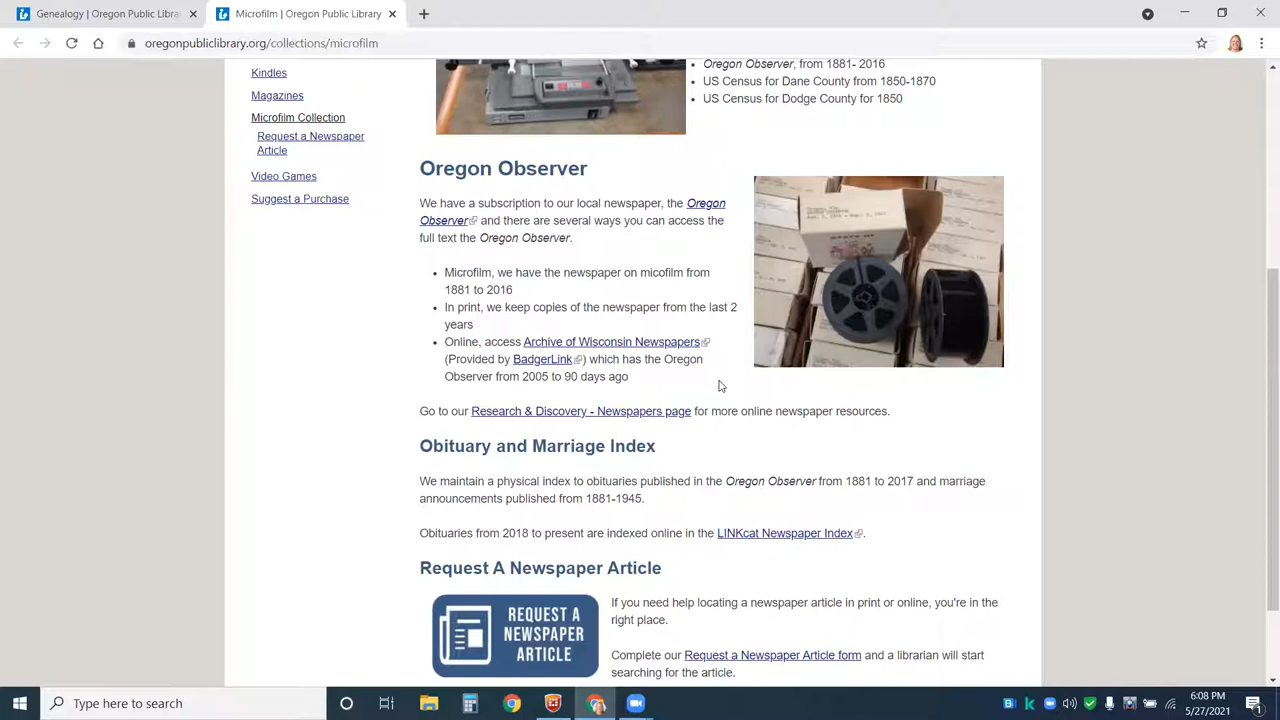 Genealogy | Oregon Public Libra
Microfilm | Oregon Public Library
oregonpubliclibrary.org/collections/microfilm
Kindles
Magazines
Microfilm Collection
Request a Newspaper
Article
Video Games
Suggest a Purchase
Oregon Observer, from 1881- 2016
US Census for Dane County from 1850-1870
US Census for Dodge County for 1850
Oregon Observer
We have a subscription to our local newspaper, the Oregon
Observer and there are several ways you can access the
full text the Oregon Observer.
Microfilm, we have the newspaper on micofilm from
1881 to 2016
In print, we keep copies of the newspaper from the last 2
years
Online, access Archive of Wisconsin Newspapers
(Provided by BadgerLink) which has the Oregon
Observer from 2005 to 90 days ago
Go to our Research & Discovery - Newspapers page for more online newspaper resources.
Obituary and Marriage Index
We maintain a physical index to obituaries published in the Oregon Observer from 1881 to 2017 and marriage
announcements published from 1881-1945.
Obituaries from 2018 to present are indexed online in the LINKcat Newspaper Index.
Request A Newspaper Article
REQUEST A
NEWSPAPER
ARTICLE
If you need help locating a newspaper article in print or online, you're in the
right place.
Complete our Request a Newspaper Article form and a librarian will start
searching for the article.
Type here to search
6:08 PM
5/27/2021